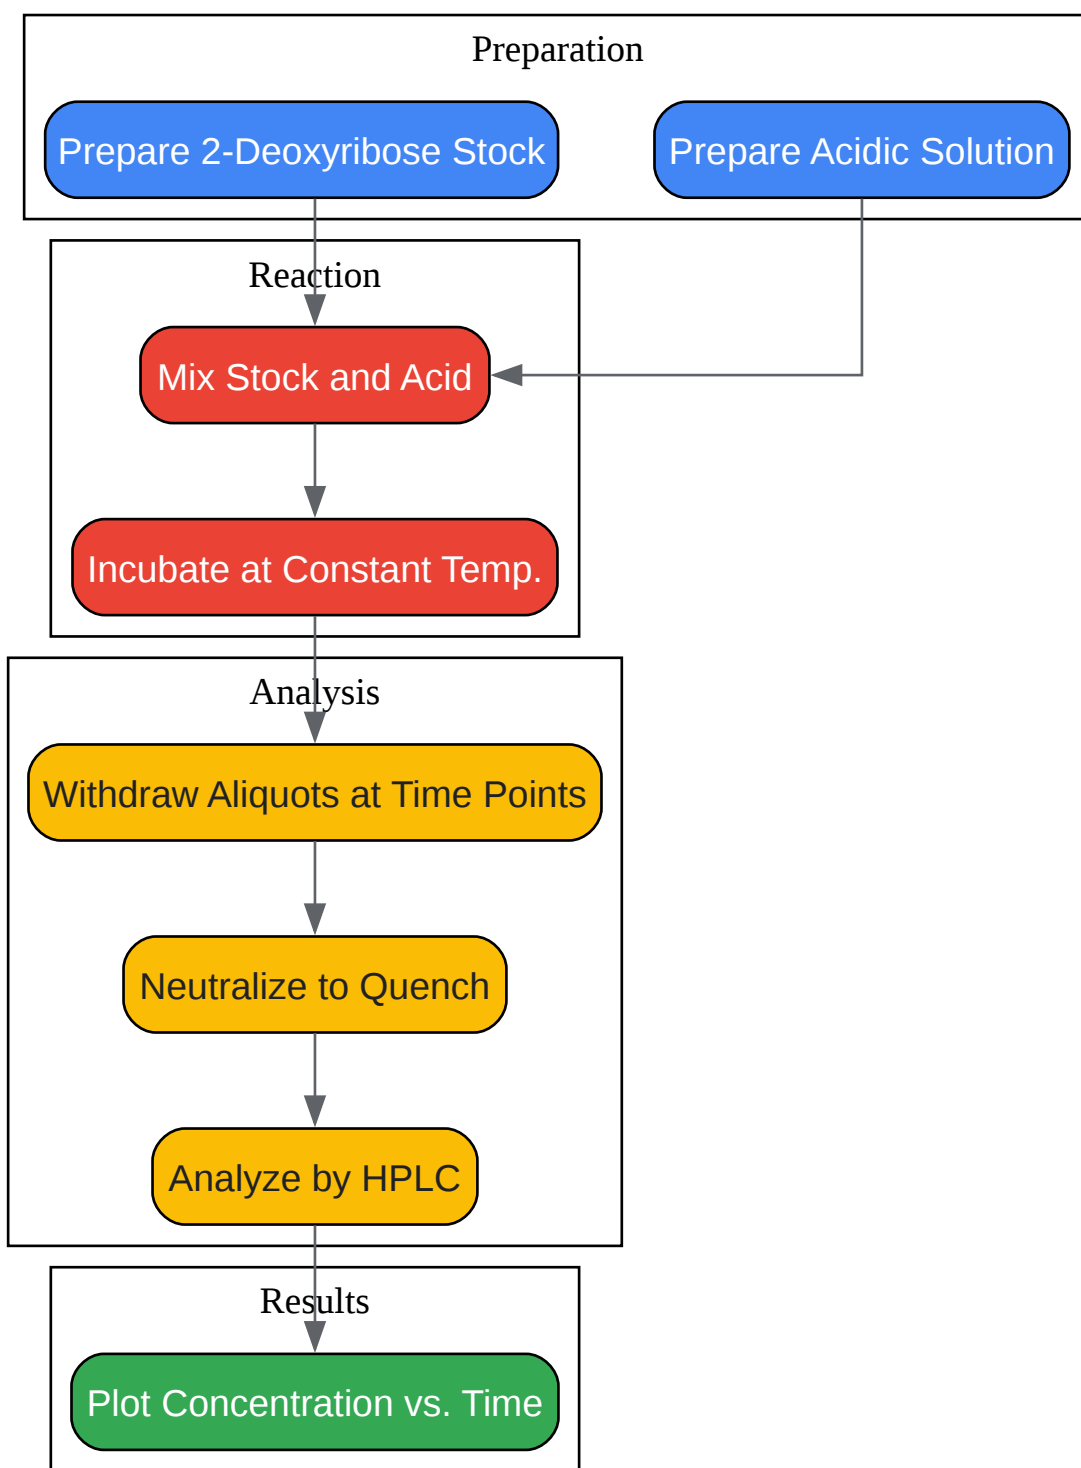 Preparation
Prepare 2-Deoxyribose Stock
Prepare Acidic Solution
Reaction
Mix Stock and Acid
Incubate at Constant Temp.
Analysis
Withdraw Aliquots at Time Points
Neutralize to Quench
Analyze by HPLC
Results
Plot Concentration vs. Time